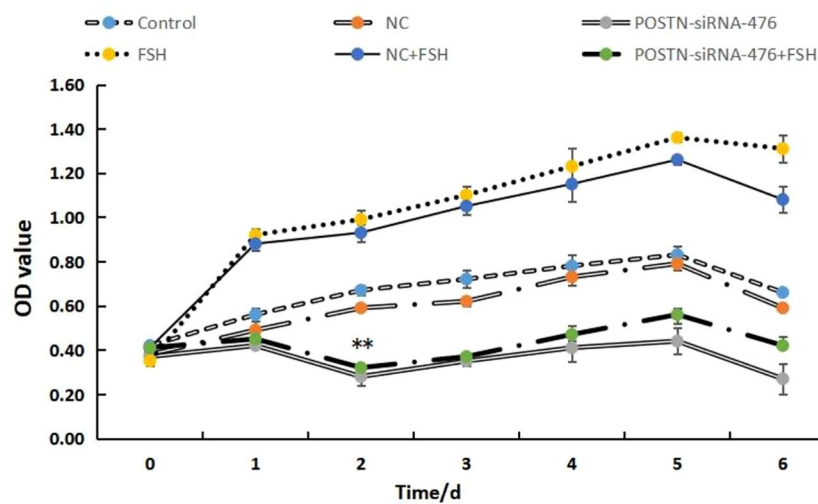 Control NC POSTN-siRNA-476
FSH NC+FSH POSTN-siRNA-476+FSH
1.60
1.40
1.20
1.00
0.80
0.60
0.40
0.20
0.00
OD value
**
0 1 2 3 4 5 6
Time/d